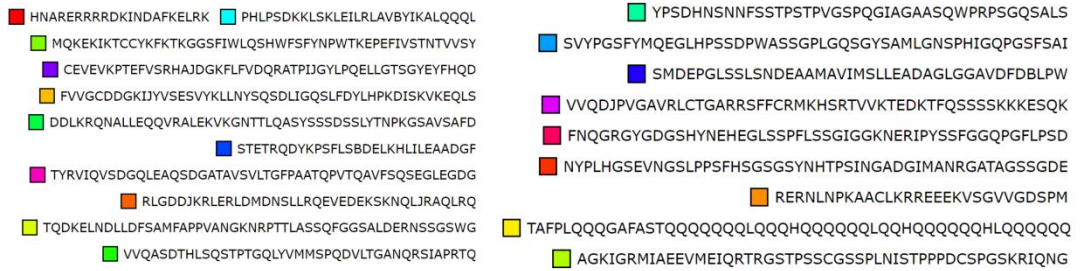 HNARERRRRDKINDAFKELRK PHLPSDKKLSKLEILRLAVBYIKALQQQL
MQKEKIKTCCYKFKTKGGSFIWLQSHWFSFYNPWTKEPEFIVSTNTVVSY
CEVEVKPTEFVSRHAJDGKFLFVDQRATPIJGYLPQELLGTSGYEYFHQD
FVVGCDDGKIJYVSESVYKLLNYSQSDLIGQSLFDYLHPKDISKVKEQLS
DDLKRQNALLEQQVRALEKVKGNTTLQASYSSSDSSLYTNPKGSAVSAFD
STETRQDYKPSFLSBDELKHLILEAADGF
TYRVIQVSDGQLEAQSDGATAVSVLTGFPAATQPVTQAVFSQSEGLEGDG
RLGDDJKRLERLDMDNSLLRQEVEDEKSKNQLJRAQLRQ
TQDKELNDLLDFSAMFAPPVANGKNRPTTLASSQFGGSALDERNSSGSWG
VVQASDTHLSQSTPTGQLYVMMSPQDVLTGANQRSIAPRTQ
YPSDHNSNNFSSTPSTPVGSPQGIAGAASQWPRPSGQSALS
SVYPGSFYMQEGLHPSSDPWASSGPLGQSGYSAMLGNSPHIGQPGSFSAI
SMDEPGLSSLSNDEAAMAVIMSLLEADAGLGGAVDFDBLPW
VVQDJPVGAVRLCTGARRSFFCRMKHSRTVVKTEDKTFQSSSSKKKESQK
FNQGRGYGDGSHYNEHEGLSSPFLSSGIGGKNERIPYSSFGGQPGFLPSD
NYPLHGSEVNGSLPPSFHSGSGSYNHTPSINGADGIMANRGATAGSSGDE
RERNLNPKAACLKRREEEKVSGVVGDSPM
TAFPLQQQGAFASTQQQQQQQLQQQHQQQQQQLQQHQQQQQQHLQQQQQQ
AGKIGRMIAEEVMEIQRTRGSTPSSCGSSPLNISTPPPDCSPGSKRIQNG